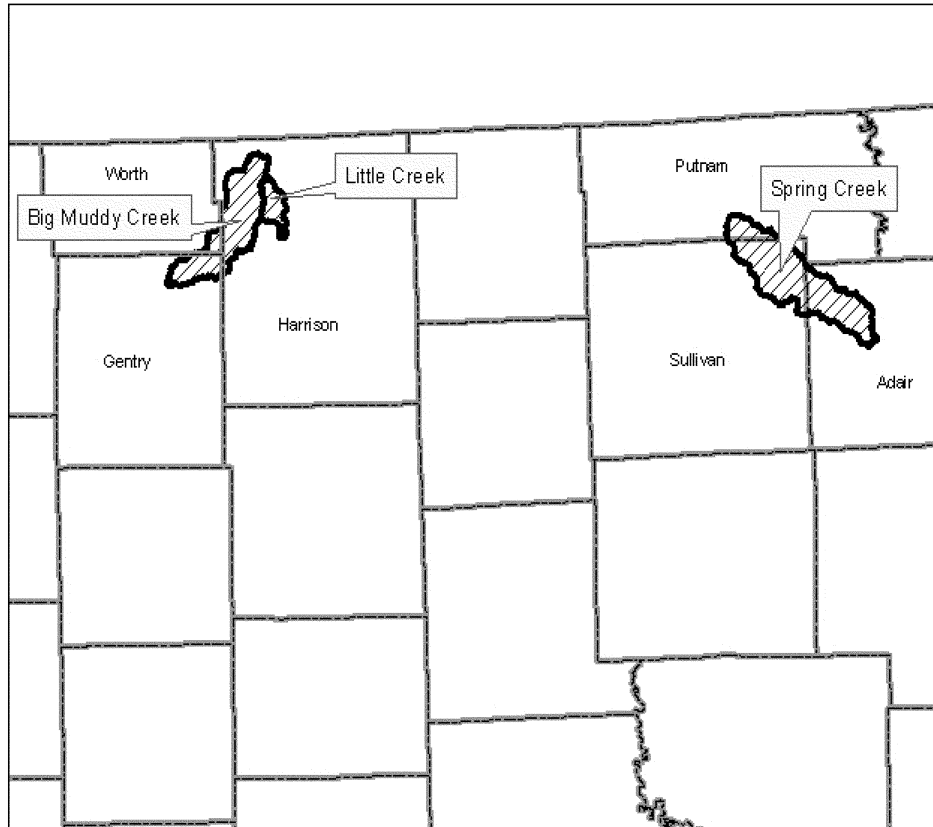 Worth
Little Creek
Putnam
Spring Creek
Big Muddy Creek
Harrison
Gentry
Sullivan
Adair